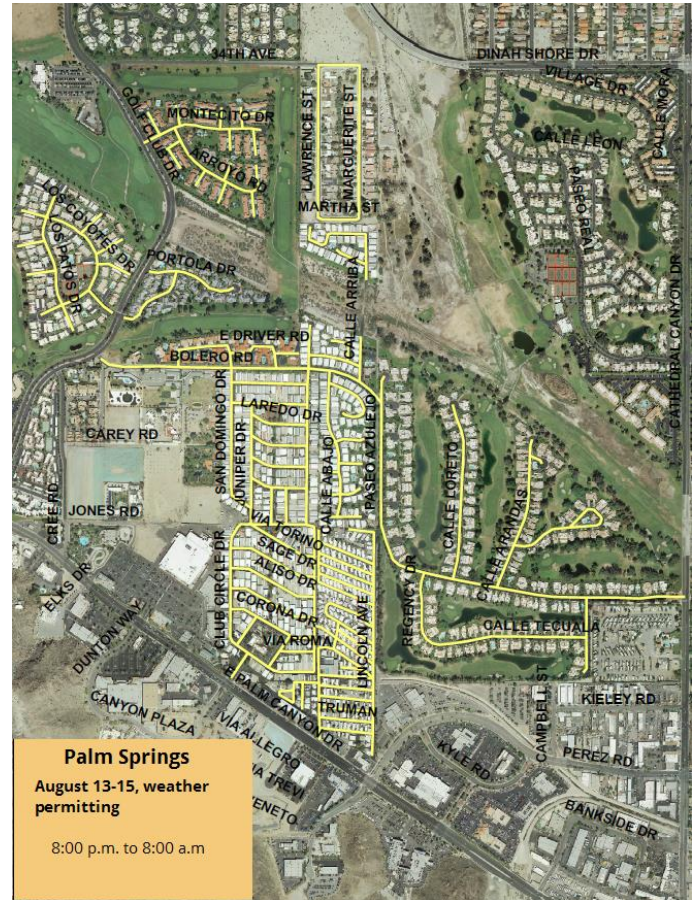 34TH AVE
DINAH SHORE DR
VILLAGE DR
CALLE MORA
GOLF CLUB DR
MONTECITO DR
LAWRENCE ST
MARGUERITE ST
CALLE LEON
ARROYO RD
PASEO REAL
MARTHA ST
LOS COYOTES DR
LOS PATOS DR
PORTOLA DR
CALLE ARRIBA
CATHEDRAL CANYON DR
E DRIVER RD
BOLERO RD
SAN DOMINGO DR
LAREDO DR
JUNIPER DR
CAREY RD
CALLE ABAJO
PASEO AZULEJO
CALLE LORETO
CREE RD
JONES RD
VIA TORINO
CALLE ARANDAS
SAGE DR
ALISO DR
CLUB CIRCLE DR
ELKS DR
REGENCY DR
CORONA DR
LINCOLN AVE
VIA ROMA
CALLE TECUALA
DUNTON WAY
E PALM CANYON DR
CAMPBELL ST
CANYON PLAZA
TRUMAN
KIELEY RD
VIA ALLEGRO
KYLE RD
PEREZ RD
TREVI
BANKSIDE DR
Palm Springs
August 13-15, weather
permitting
8:00 p.m. to 8:00 a.m